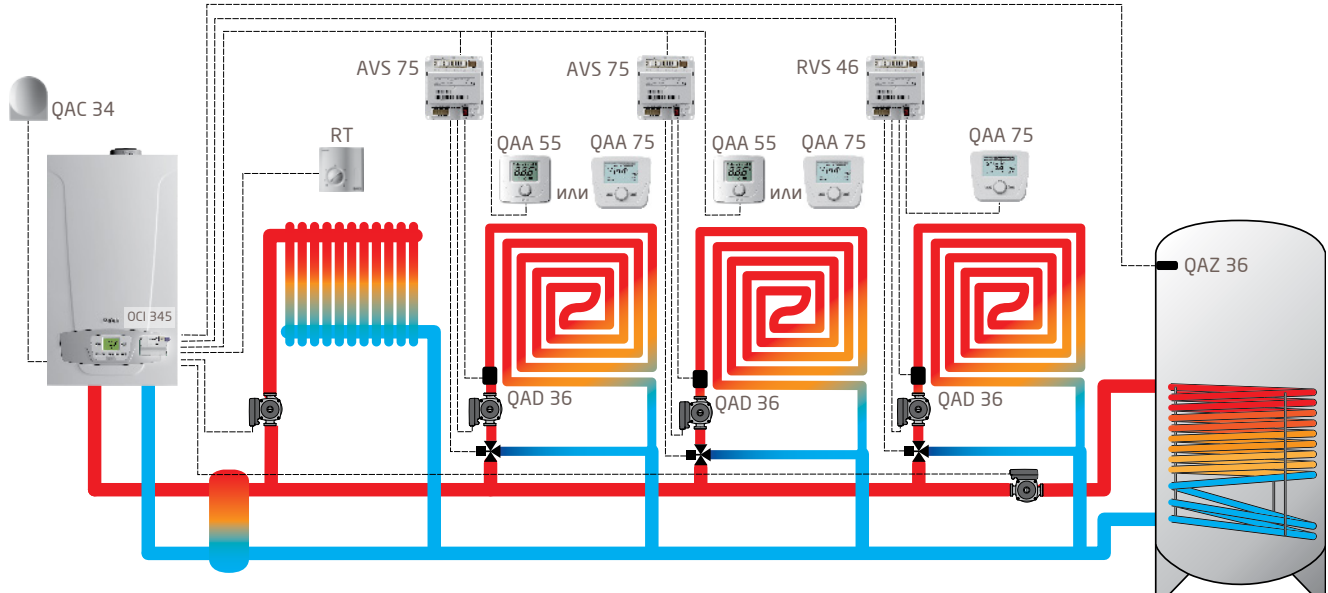 AVS 75
AVS 75
RVS 46
QAC 34
RT
QAA 55
или
QAA 75
QAA 55
или
QAA 75
QAA 75
QAZ 36
OCI 345
QAD 36
QAD 36
QAD 36